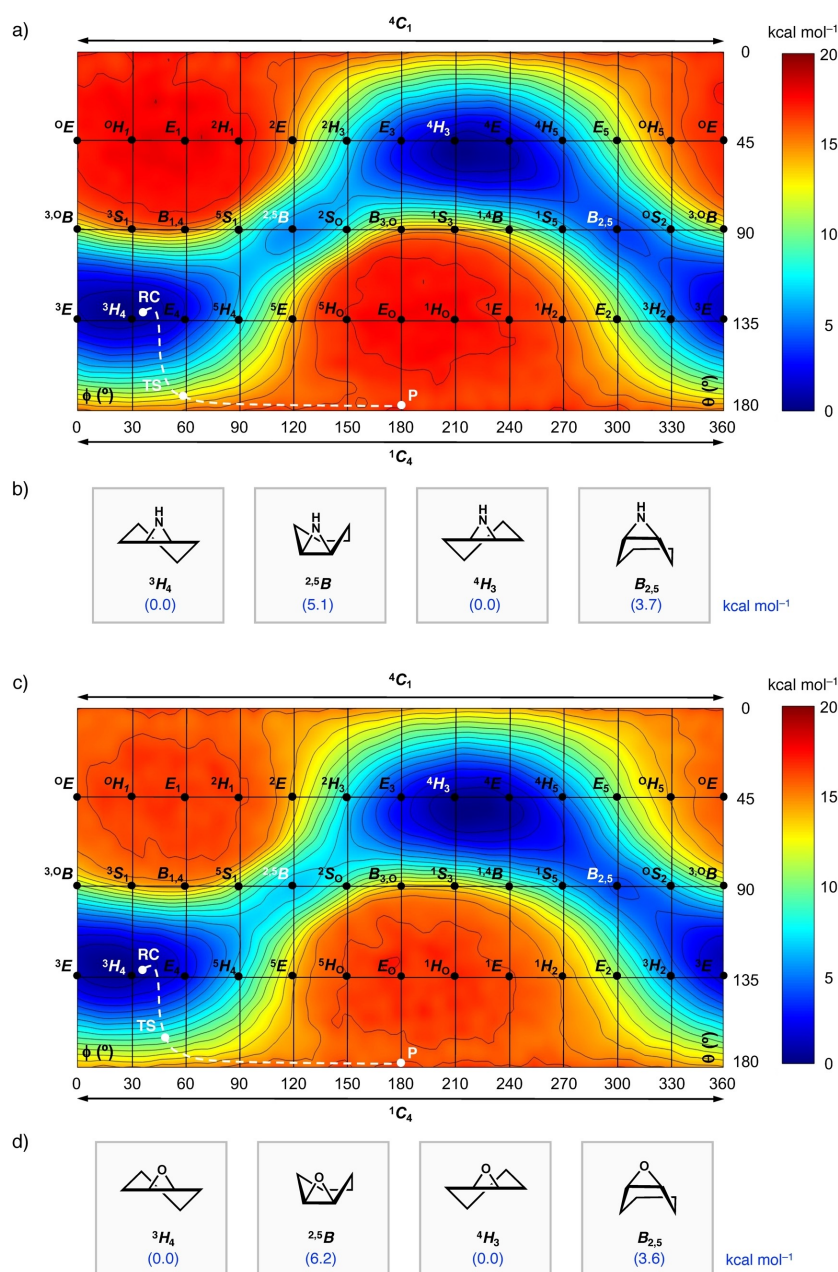 a)
⁴C₁
kcal mol⁻¹
0
20
ᴼE ᴼH₁ E₁ ²H₁ ²E ²H₃ E₃ ⁴H₃ ⁴E ⁴H₅ E₅ ᴼH₅ ᴼE
45
15
³,ᴼB ³S₁ B₁,₄ ⁵S₁ ²,⁵B ²Sₒ B₃,ₒ ¹S₃ ¹,⁴B ¹S₅ B₂,₅ ᴼS₂ ³,ᴼB
90
10
RC
³E ³H₄ E₄ ⁵H₄ ⁵E ⁵Hₒ Eₒ ¹Hₒ ¹E ¹H₂ E₂ ³H₂ ³E
135
5
TS
ϕ (º) P θ (º)
180
0
0 30 60 90 120 150 180 210 240 270 300 330 360
¹C₄
b)
H N H N H N H N
³H₄ ²,⁵B ⁴H₃ B₂,₅
(0.0) (5.1) (0.0) (3.7) kcal mol⁻¹
c)
⁴C₁
kcal mol⁻¹
0
20
ᴼE ᴼH₁ E₁ ²H₁ ²E ²H₃ E₃ ⁴H₃ ⁴E ⁴H₅ E₅ ᴼH₅ ᴼE
45
15
³,ᴼB ³S₁ B₁,₄ ⁵S₁ ²,⁵B ²Sₒ B₃,ₒ ¹S₃ ¹,⁴B ¹S₅ B₂,₅ ᴼS₂ ³,ᴼB
90
10
RC
³E ³H₄ E₄ ⁵H₄ ⁵E ⁵Hₒ Eₒ ¹Hₒ ¹E ¹H₂ E₂ ³H₂ ³E
135
5
TS
ϕ (º) P θ (º)
180
0
0 30 60 90 120 150 180 210 240 270 300 330 360
¹C₄
d)
O O O O
³H₄ ²,⁵B ⁴H₃ B₂,₅
(0.0) (6.2) (0.0) (3.6) kcal mol⁻¹